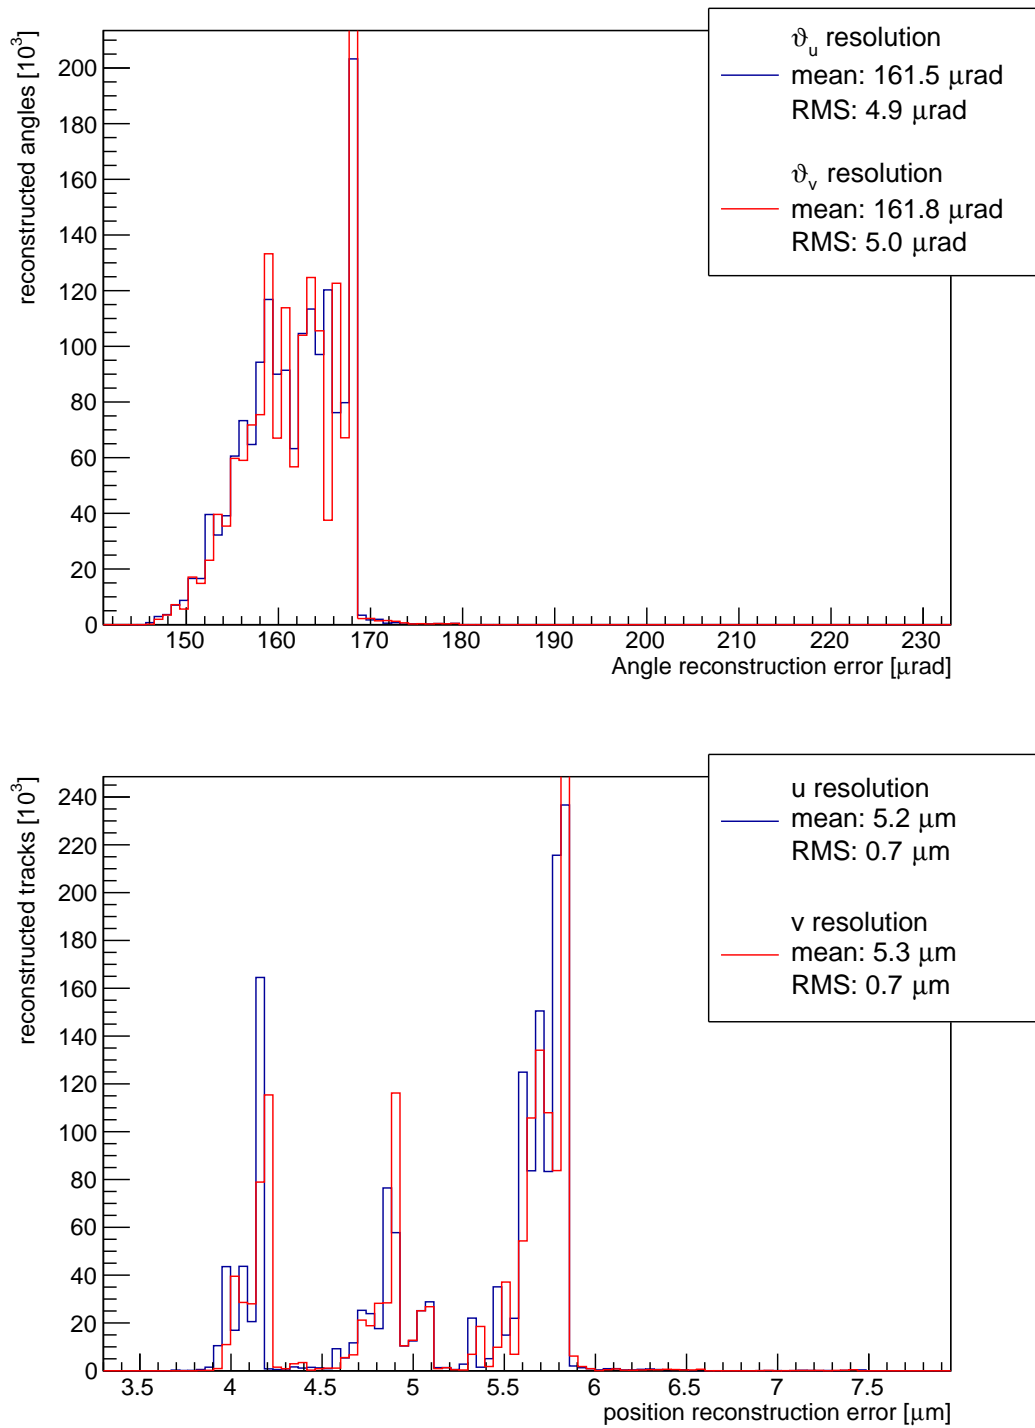 reconstructed angles [10³]
200
180
160
140
120
100
80
60
40
20
0
150 160 170 180 190 200 210 220 230
Angle reconstruction error [μrad]
ϑ_u resolution
mean: 161.5 μrad
RMS: 4.9 μrad
ϑ_v resolution
mean: 161.8 μrad
RMS: 5.0 μrad
reconstructed tracks [10³]
240
220
200
180
160
140
120
100
80
60
40
20
0
3.5 4 4.5 5 5.5 6 6.5 7 7.5
position reconstruction error [μm]
u resolution
mean: 5.2 μm
RMS: 0.7 μm
v resolution
mean: 5.3 μm
RMS: 0.7 μm